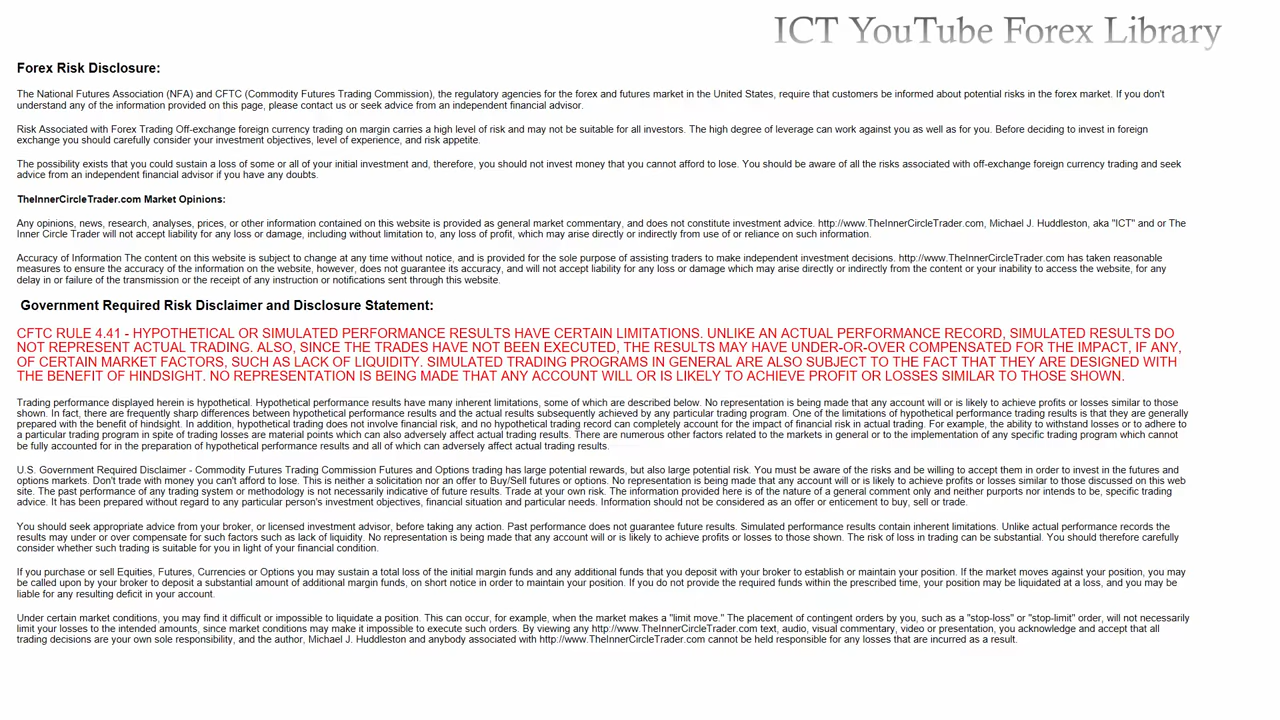 ICT YouTube Forex Library
Forex Risk Disclosure:
The National Futures Association (NFA) and CFTC (Commodity Futures Trading Commission), the regulatory agencies for the forex and futures market in the United States, require that customers be informed about potential risks in the forex market. If you don't
understand any of the information provided on this page, please contact us or seek advice from an independent financial advisor.
Risk Associated with Forex Trading Off-exchange foreign currency trading on margin carries a high level of risk and may not be suitable for all investors. The high degree of leverage can work against you as well as for you. Before deciding to invest in foreign
exchange you should carefully consider your investment objectives, level of experience, and risk appetite.
The possibility exists that you could sustain a loss of some or all of your initial investment and, therefore, you should not invest money that you cannot afford to lose. You should be aware of all the risks associated with off-exchange foreign currency trading and seek
advice from an independent financial advisor if you have any doubts.
TheInnerCircleTrader.com Market Opinions:
Any opinions, news, research, analyses, prices, or other information contained on this website is provided as general market commentary, and does not constitute investment advice. http://www.TheInnerCircleTrader.com, Michael J. Huddleston, aka "ICT" and or The
Inner Circle Trader will not accept liability for any loss or damage, including without limitation to, any loss of profit, which may arise directly or indirectly from use of or reliance on such information.
Accuracy of Information The content on this website is subject to change at any time without notice, and is provided for the sole purpose of assisting traders to make independent investment decisions. http://www.TheInnerCircleTrader.com has taken reasonable
measures to ensure the accuracy of the information on the website, however, does not guarantee its accuracy, and will not accept liability for any loss or damage which may arise directly or indirectly from the content or your inability to access the website, for any
delay in or failure of the transmission or the receipt of any instruction or notifications sent through this website.
Government Required Risk Disclaimer and Disclosure Statement:
CFTC RULE 4.41 - HYPOTHETICAL OR SIMULATED PERFORMANCE RESULTS HAVE CERTAIN LIMITATIONS. UNLIKE AN ACTUAL PERFORMANCE RECORD, SIMULATED RESULTS DO
NOT REPRESENT ACTUAL TRADING. ALSO, SINCE THE TRADES HAVE NOT BEEN EXECUTED, THE RESULTS MAY HAVE UNDER-OR-OVER COMPENSATED FOR THE IMPACT, IF ANY,
OF CERTAIN MARKET FACTORS, SUCH AS LACK OF LIQUIDITY. SIMULATED TRADING PROGRAMS IN GENERAL ARE ALSO SUBJECT TO THE FACT THAT THEY ARE DESIGNED WITH
THE BENEFIT OF HINDSIGHT. NO REPRESENTATION IS BEING MADE THAT ANY ACCOUNT WILL OR IS LIKELY TO ACHIEVE PROFIT OR LOSSES SIMILAR TO THOSE SHOWN.
Trading performance displayed herein is hypothetical. Hypothetical performance results have many inherent limitations, some of which are described below. No representation is being made that any account will or is likely to achieve profits or losses similar to those
shown. In fact, there are frequently sharp differences between hypothetical performance results and the actual results subsequently achieved by any particular trading program. One of the limitations of hypothetical performance trading results is that they are generally
prepared with the benefit of hindsight. In addition, hypothetical trading does not involve financial risk, and no hypothetical trading record can completely account for the impact of financial risk in actual trading. For example, the ability to withstand losses or to adhere to
a particular trading program in spite of trading losses are material points which can also adversely affect actual trading results. There are numerous other factors related to the markets in general or to the implementation of any specific trading program which cannot
be fully accounted for in the preparation of hypothetical performance results and all of which can adversely affect actual trading results.
U.S. Government Required Disclaimer - Commodity Futures Trading Commission Futures and Options trading has large potential rewards, but also large potential risk. You must be aware of the risks and be willing to accept them in order to invest in the futures and
options markets. Don't trade with money you can't afford to lose. This is neither a solicitation nor an offer to Buy/Sell futures or options. No representation is being made that any account will or is likely to achieve profits or losses similar to those discussed on this web
site. The past performance of any trading system or methodology is not necessarily indicative of future results. Trade at your own risk. The information provided here is of the nature of a general comment only and neither purports nor intends to be, specific trading
advice. It has been prepared without regard to any particular person's investment objectives, financial situation and particular needs. Information should not be considered as an offer or enticement to buy, sell or trade.
You should seek appropriate advice from your broker, or licensed investment advisor, before taking any action. Past performance does not guarantee future results. Simulated performance results contain inherent limitations. Unlike actual performance records the
results may under or over compensate for such factors such as lack of liquidity. No representation is being made that any account will or is likely to achieve profits or losses to those shown. The risk of loss in trading can be substantial. You should therefore carefully
consider whether such trading is suitable for you in light of your financial condition.
If you purchase or sell Equities, Futures, Currencies or Options you may sustain a total loss of the initial margin funds and any additional funds that you deposit with your broker to establish or maintain your position. If the market moves against your position, you may
be called upon by your broker to deposit a substantial amount of additional margin funds, on short notice in order to maintain your position. If you do not provide the required funds within the prescribed time, your position may be liquidated at a loss, and you may be
liable for any resulting deficit in your account.
Under certain market conditions, you may find it difficult or impossible to liquidate a position. This can occur, for example, when the market makes a "limit move." The placement of contingent orders by you, such as a "stop-loss" or "stop-limit" order, will not necessarily
limit your losses to the intended amounts, since market conditions may make it impossible to execute such orders. By viewing any http://www.TheInnerCircleTrader.com text, audio, visual commentary, video or presentation, you acknowledge and accept that all
trading decisions are your own sole responsibility, and the author, Michael J. Huddleston and anybody associated with http://www.TheInnerCircleTrader.com cannot be held responsible for any losses that are incurred as a result.